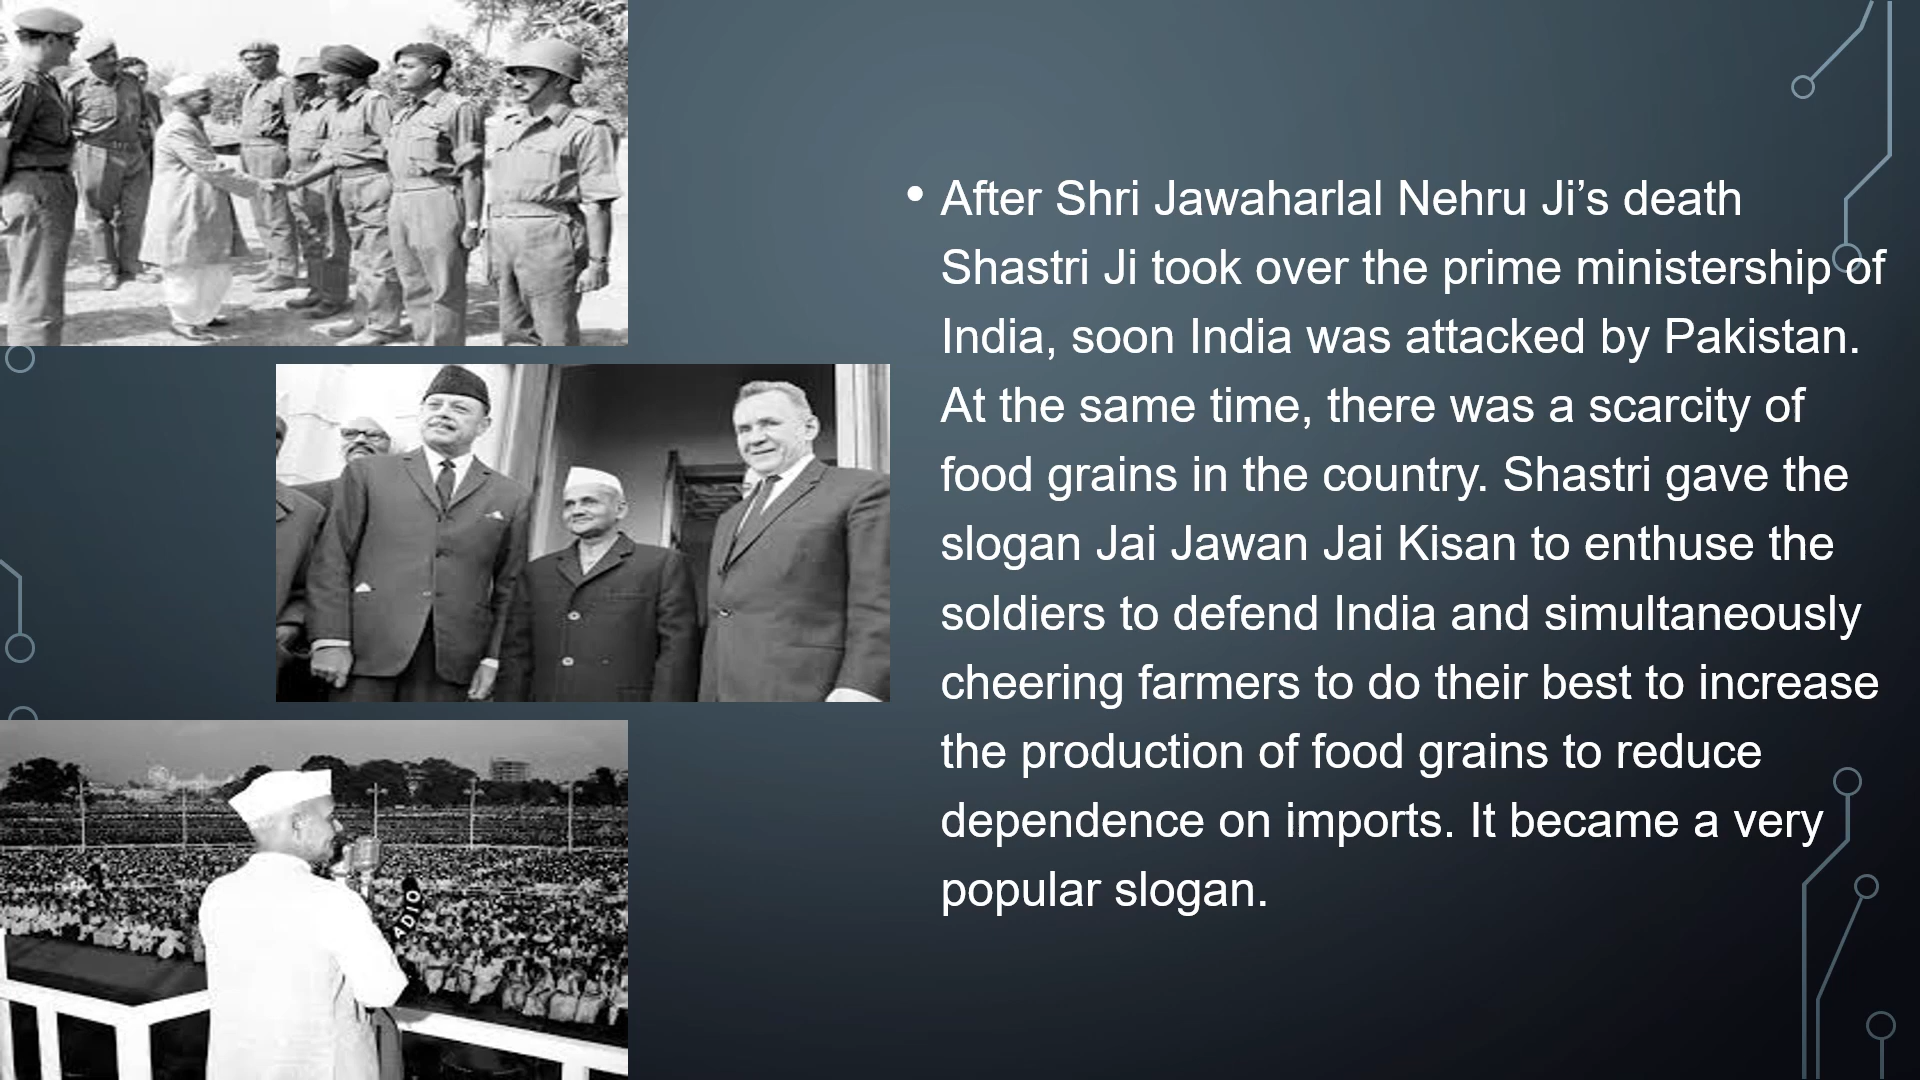 • After Shri Jawaharlal Nehru Ji’s death
Shastri Ji took over the prime ministership of
India, soon India was attacked by Pakistan.
At the same time, there was a scarcity of
food grains in the country. Shastri gave the
slogan Jai Jawan Jai Kisan to enthuse the
soldiers to defend India and simultaneously
cheering farmers to do their best to increase
the production of food grains to reduce
dependence on imports. It became a very
popular slogan.
ADIO